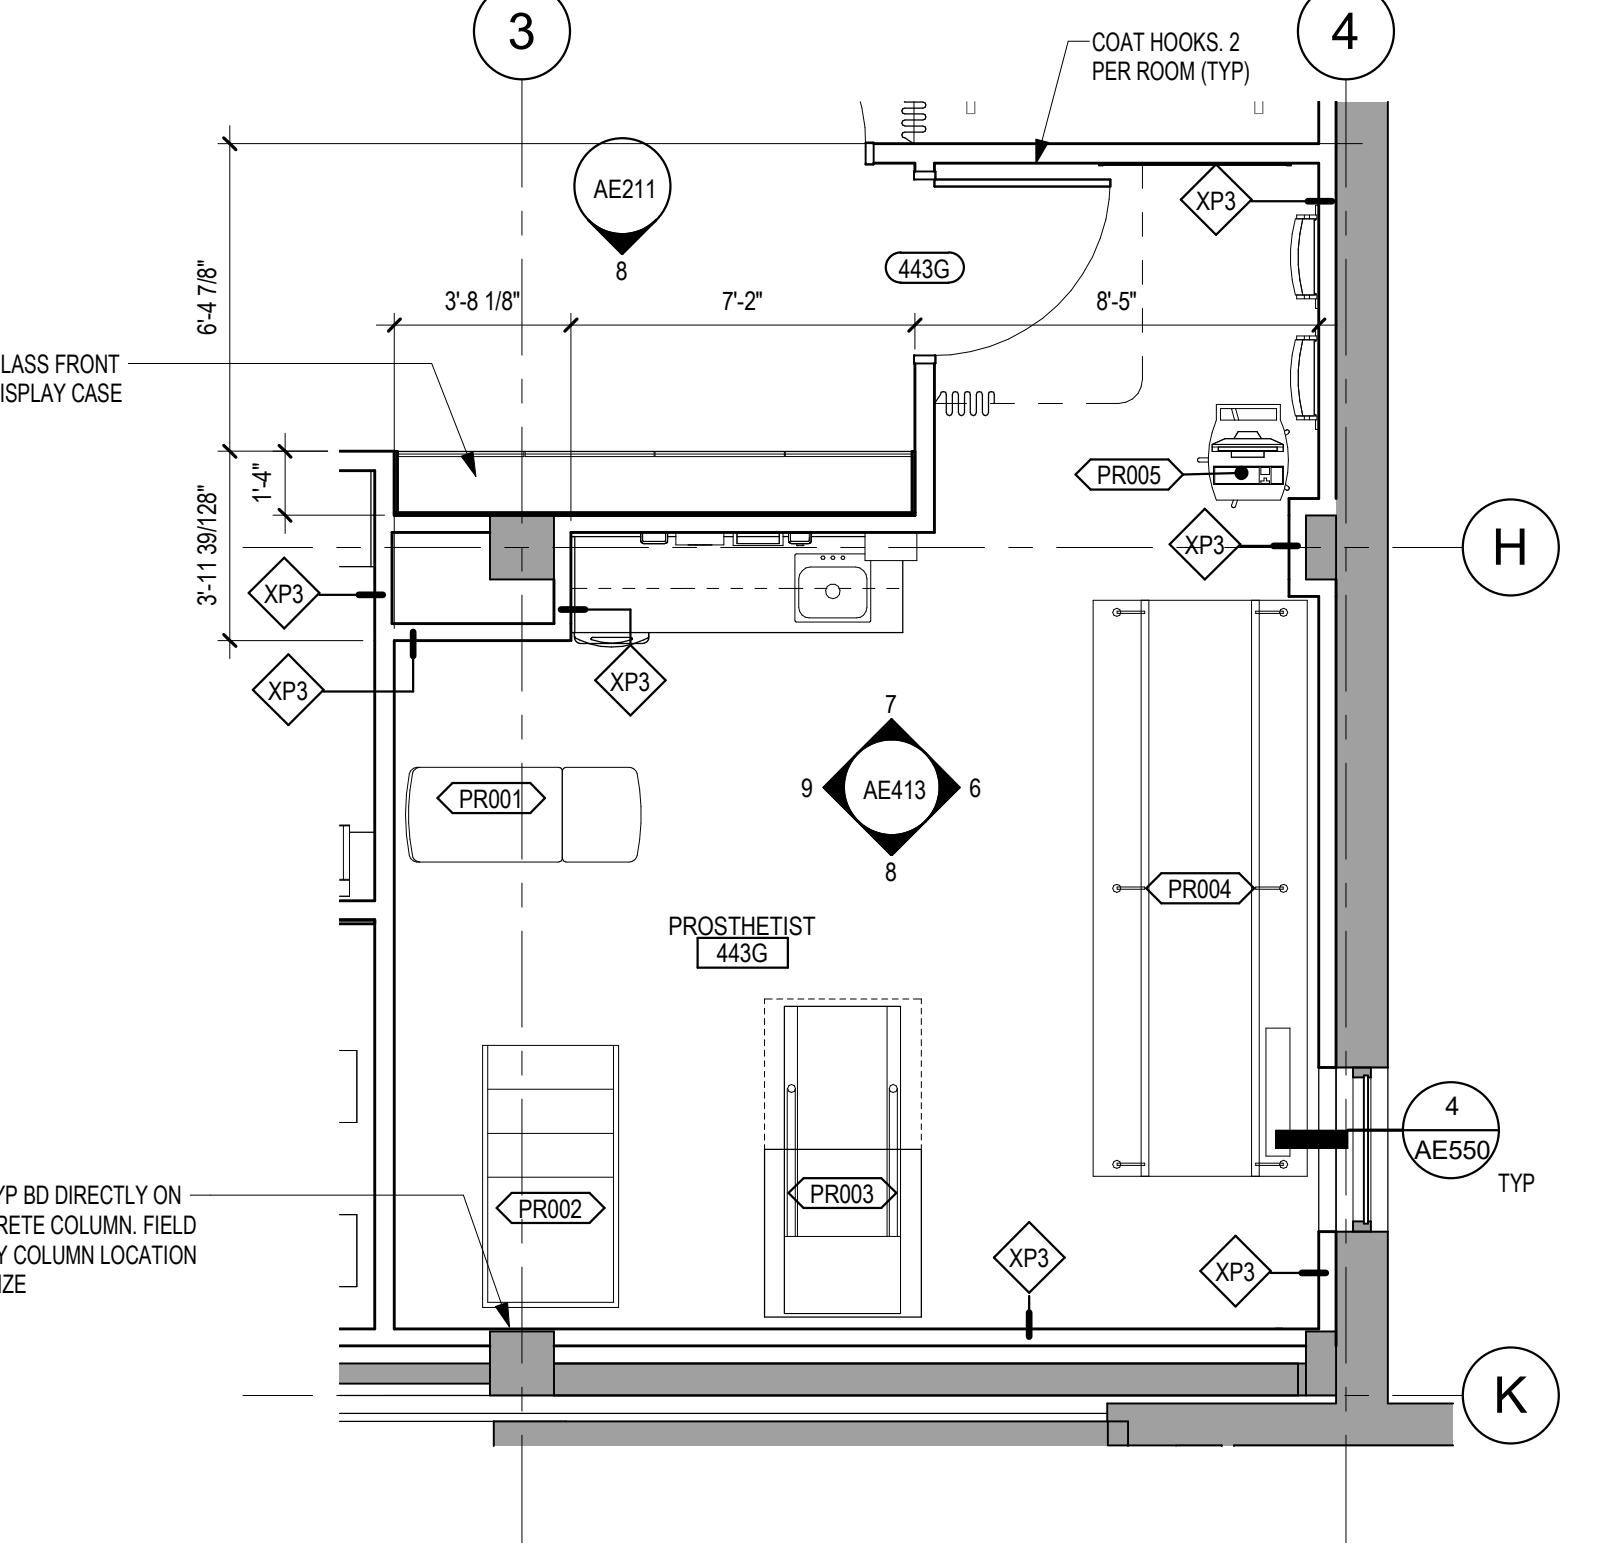 3
4
COAT HOOKS. 2
PER ROOM (TYP)
AE211
8
XP3
443G
6'-4 7/8"
3'-8 1/8"
7'-2"
8'-5"
LASS FRONT
ISPLAY CASE
1'-4"
3'-11 39/128"
PR005
XP3
H
XP3
XP3
XP3
7
9
AE413
6
8
PR001
PR004
PROSTHETIST
443G
4
AE550
TYP
YP BD DIRECTLY ON
RETE COLUMN. FIELD
Y COLUMN LOCATION
IZE
PR002
PR003
XP3
XP3
K